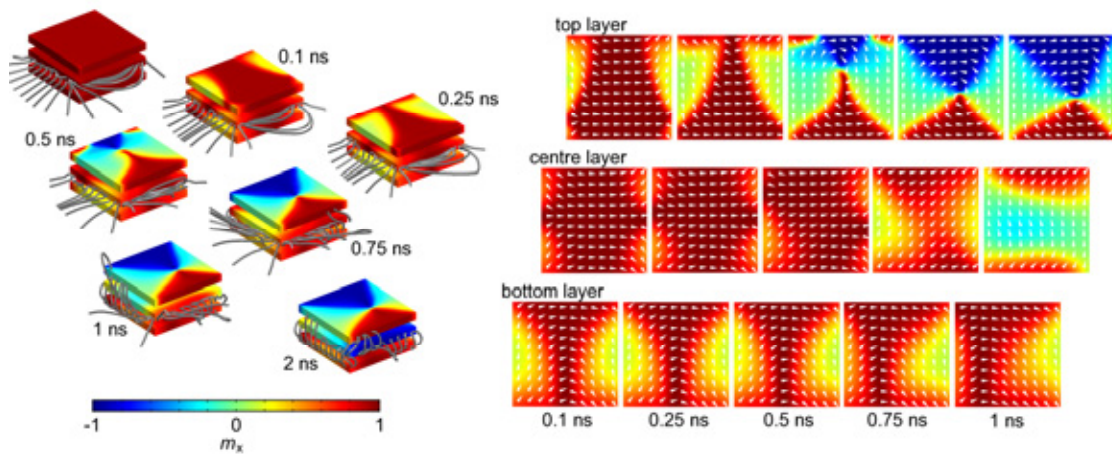 0.1 ns
0.25 ns
0.5 ns
0.75 ns
1 ns
2 ns
-1 0 1
mx
top layer
centre layer
bottom layer
0.1 ns 0.25 ns 0.5 ns 0.75 ns 1 ns